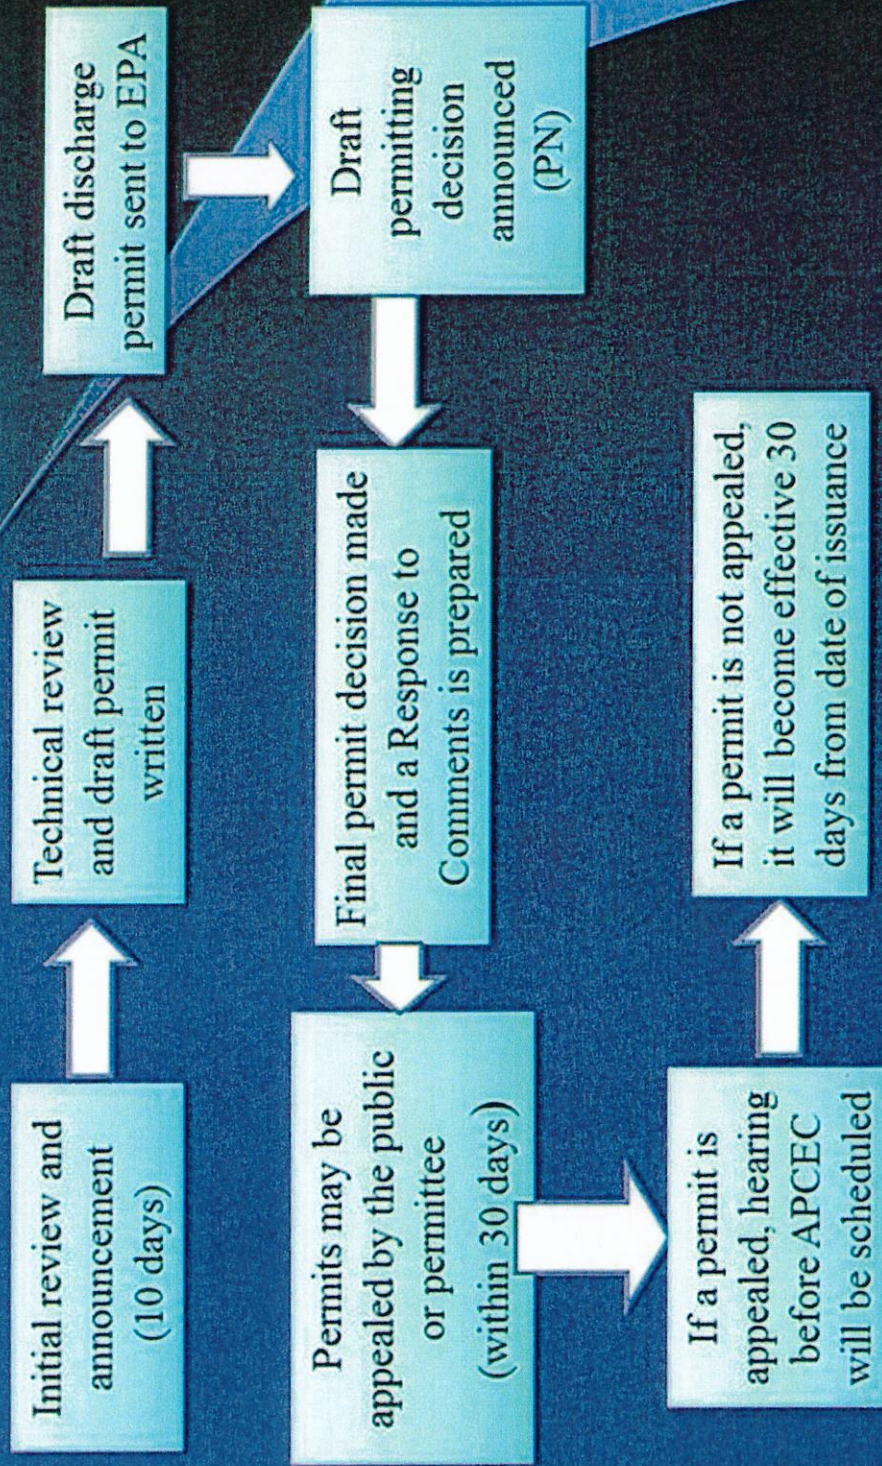 Initial review and
announcement
(10 days)
Technical review
and draft permit
written
Draft discharge
permit sent to EPA
Draft
permitting
decision
announced
(PN)
Final permit decision made
and a Response to
Comments is prepared
Permits may be
appealed by the public
or permittee
(within 30 days)
If a permit is
appealed, hearing
before APCEC
will be scheduled
If a permit is not appealed,
it will become effective 30
days from date of issuance